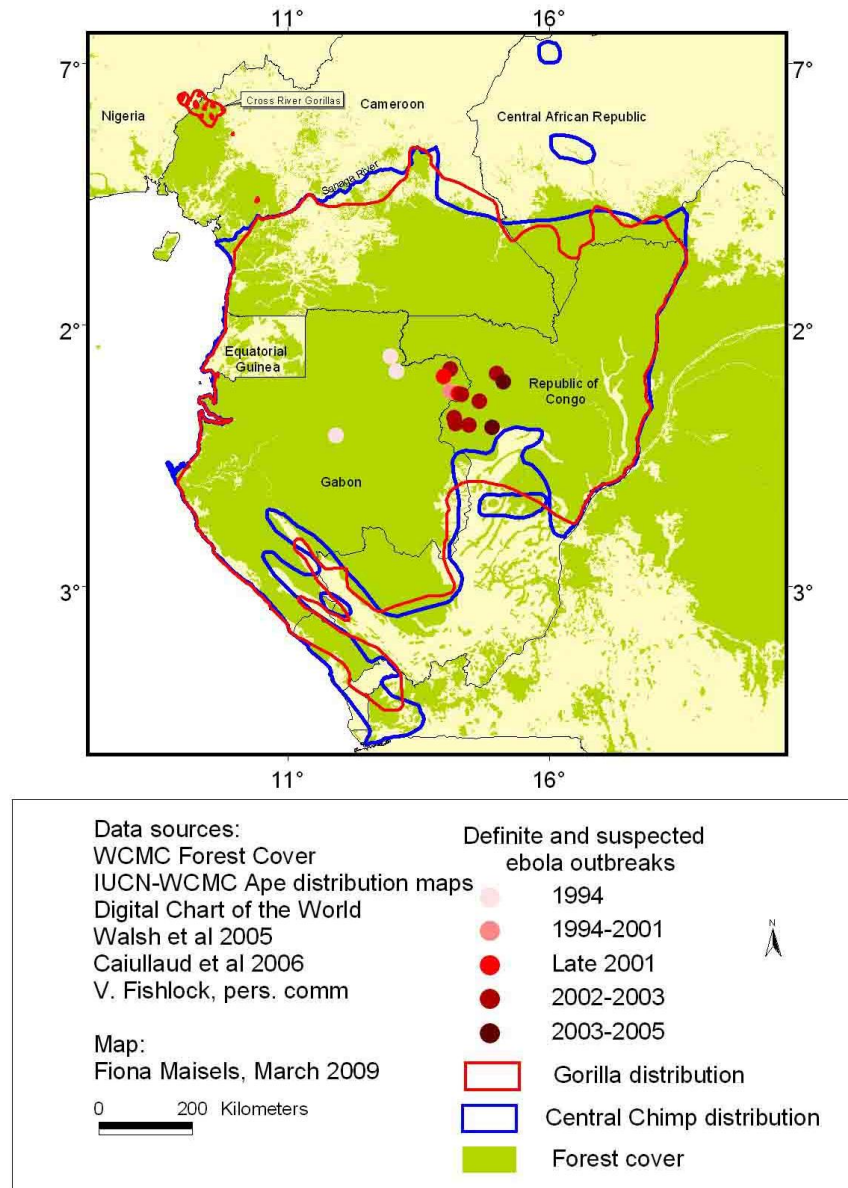 11° 16°
7° 7°
Cross River Gorillas
Nigeria Cameroon Central African Republic
Sanaga River
2° 2°
Equatorial
Guinea
Republic of
Congo
Gabon
3° 3°
11° 16°
Data sources:
WCMC Forest Cover
IUCN-WCMC Ape distribution maps
Digital Chart of the World
Walsh et al 2005
Caiullaud et al 2006
V. Fishlock, pers. comm
Map:
Fiona Maisels, March 2009
0 200 Kilometers
Definite and suspected
ebola outbreaks
1994
1994-2001
Late 2001
2002-2003
2003-2005
Gorilla distribution
Central Chimp distribution
Forest cover
N